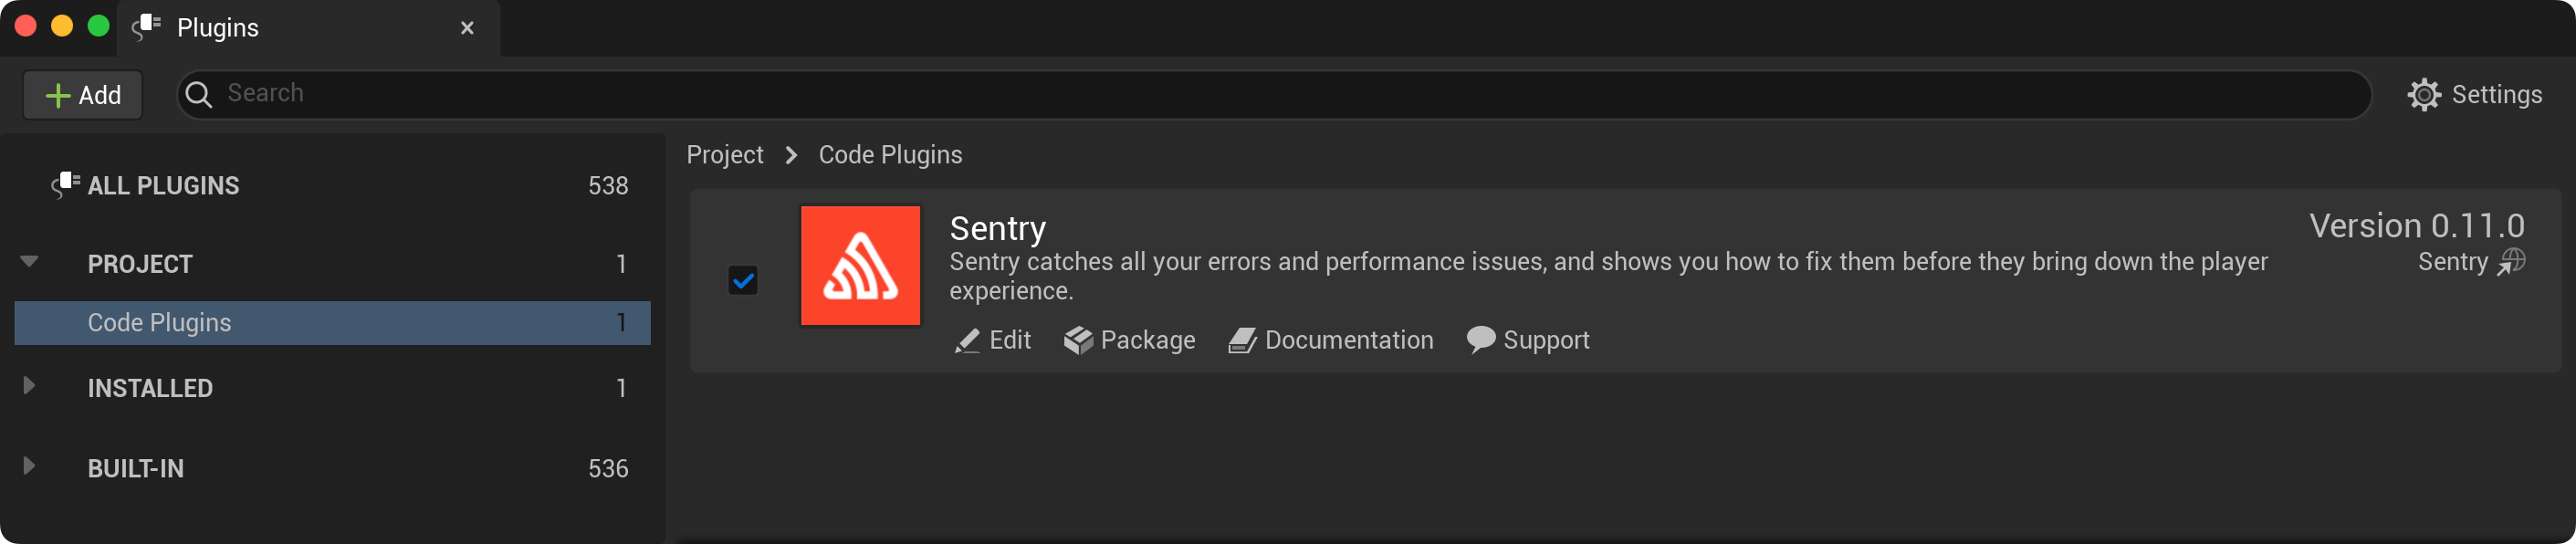 Plugins
Add
Search
Settings
ALL PLUGINS 538
PROJECT 1
Code Plugins 1
INSTALLED 1
BUILT-IN 536
Project > Code Plugins
Sentry
Version 0.11.0
Sentry catches all your errors and performance issues, and shows you how to fix them before they bring down the player
experience.
Sentry
Edit Package Documentation Support